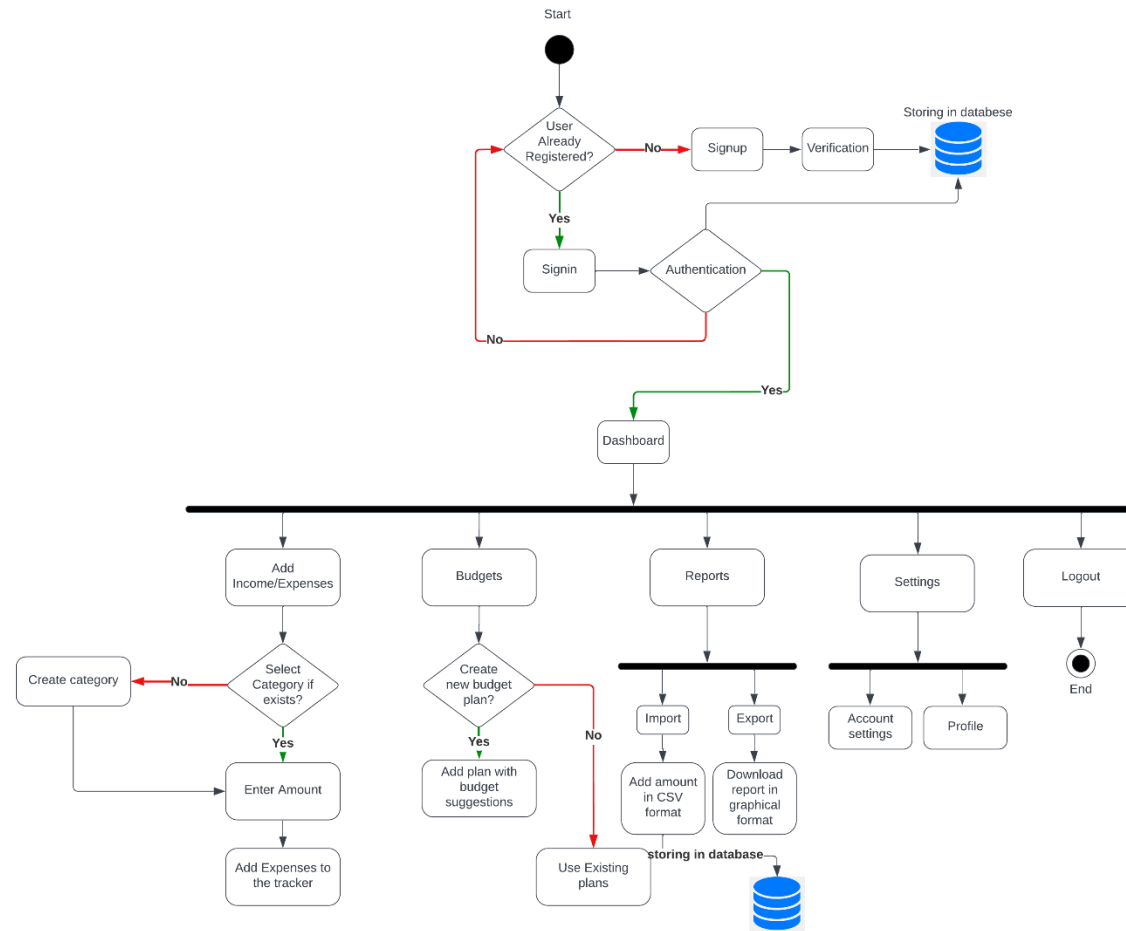 Start
User
Already
Registered?
No
Signup
Verification
Storing in databese
Yes
Signin
Authentication
No
Yes
Dashboard
Add
Income/Expenses
Budgets
Reports
Settings
Logout
Create category
No
Select
Category if
exists?
Create
new budget
plan?
End
Import
Export
Account
settings
Profile
Yes
Yes
No
Enter Amount
Add plan with
budget
suggestions
Add amount
in CSV
format
Download
report in
graphical
format
Add Expenses to
the tracker
Use Existing
plans
storing in database